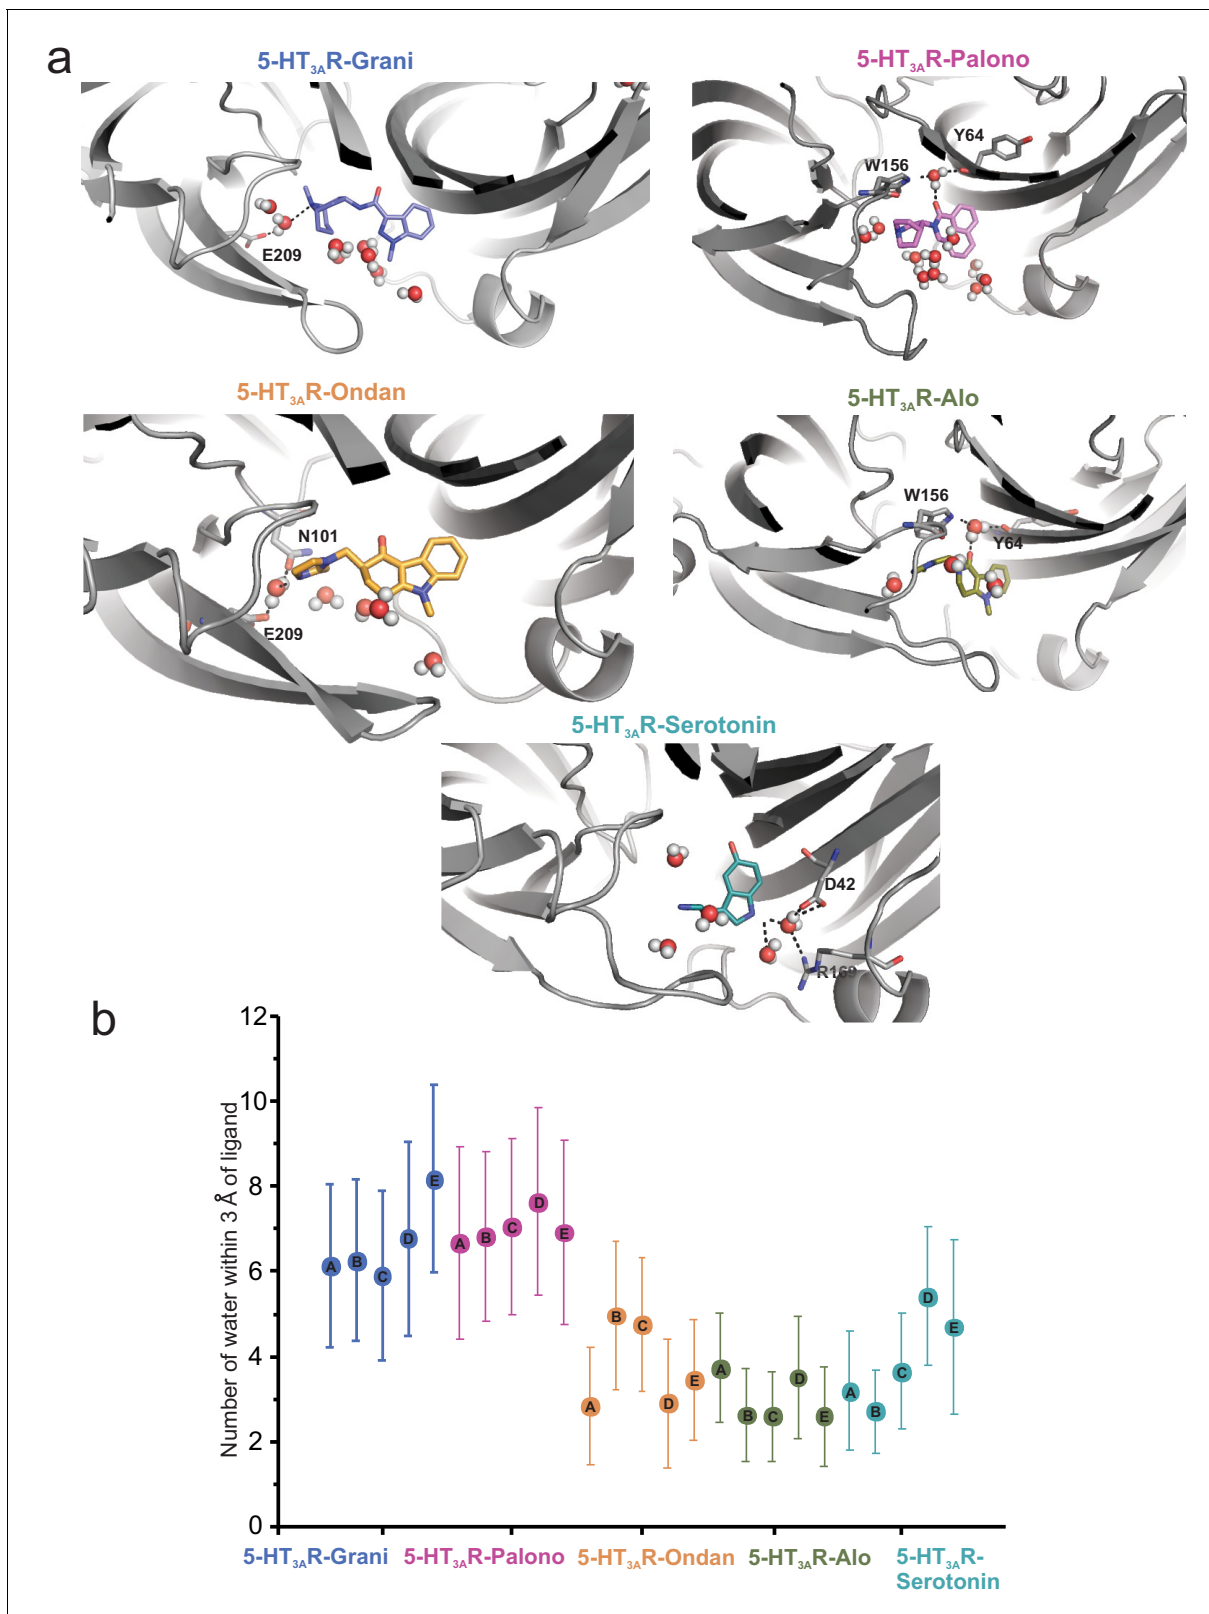 a
5-HT3AR-Grani
5-HT3AR-Palono
E209
W156
Y64
5-HT3AR-Ondan
5-HT3AR-Alo
N101
E209
W156
Y64
5-HT3AR-Serotonin
D42
R169
b
Number of water within 3 Å of ligand
12
10
8
6
4
2
0
A B C D E
A B C D E
A B C D E
A B C D E
A B C D E
5-HT3AR-Grani
5-HT3AR-Palono
5-HT3AR-Ondan
5-HT3AR-Alo
5-HT3AR-
Serotonin